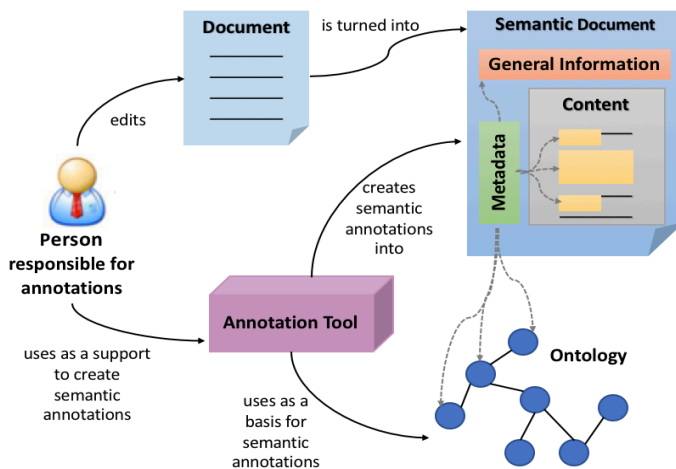 Document
is turned into
Semantic Document
General Information
Content
Metadata
edits
creates
semantic
annotations
into
Person
responsible for
annotations
Annotation Tool
uses as a support
to create
semantic
annotations
uses as a
basis for
semantic
annotations
Ontology